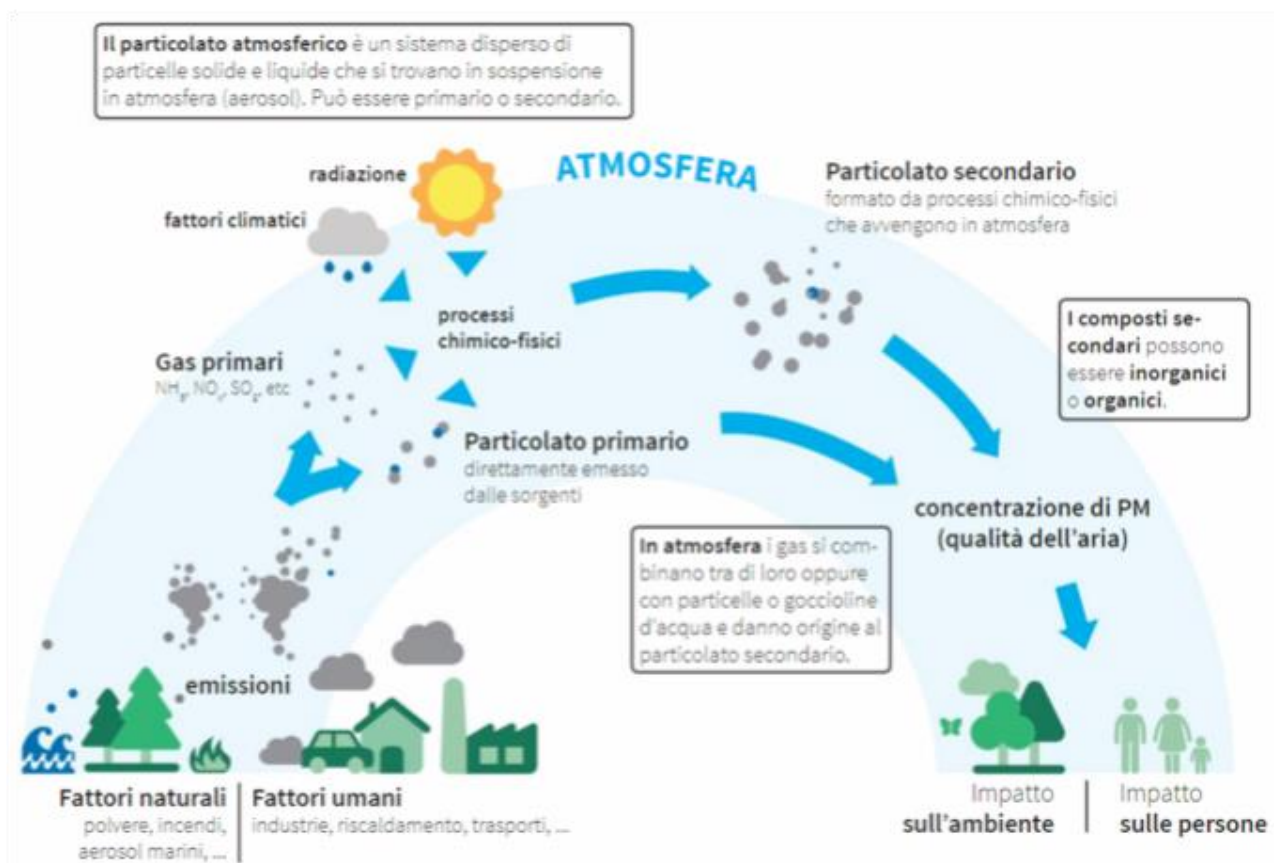 Il particolato atmosferico è un sistema disperso di
particelle solide e liquide che si trovano in sospensione
in atmosfera (aerosol). Può essere primario o secondario.
ATMOSFERA
radiazione
fattori climatici
Particolato secondario
formato da processi chimico-fisici
che avvengono in atmosfera
processi
chimico-fisici
I composti se-
condari possono
essere inorganici
o organici.
Gas primari
etc
Particolato primario
direttamente emesso
dalle sorgenti
concentrazione di PM
(qualità dell'aria)
In atmosfera i gas si com-
binano tra di loro oppure
con particelle o goccioline
d'acqua e danno origine al
particolato secondario.
emissioni
Fattori naturali
polvere, incendi,
aerosol marini, ...
Fattori umani
industrie, riscaldamento, trasporti, ...
Impatto
sull'ambiente
Impatto
sulle persone